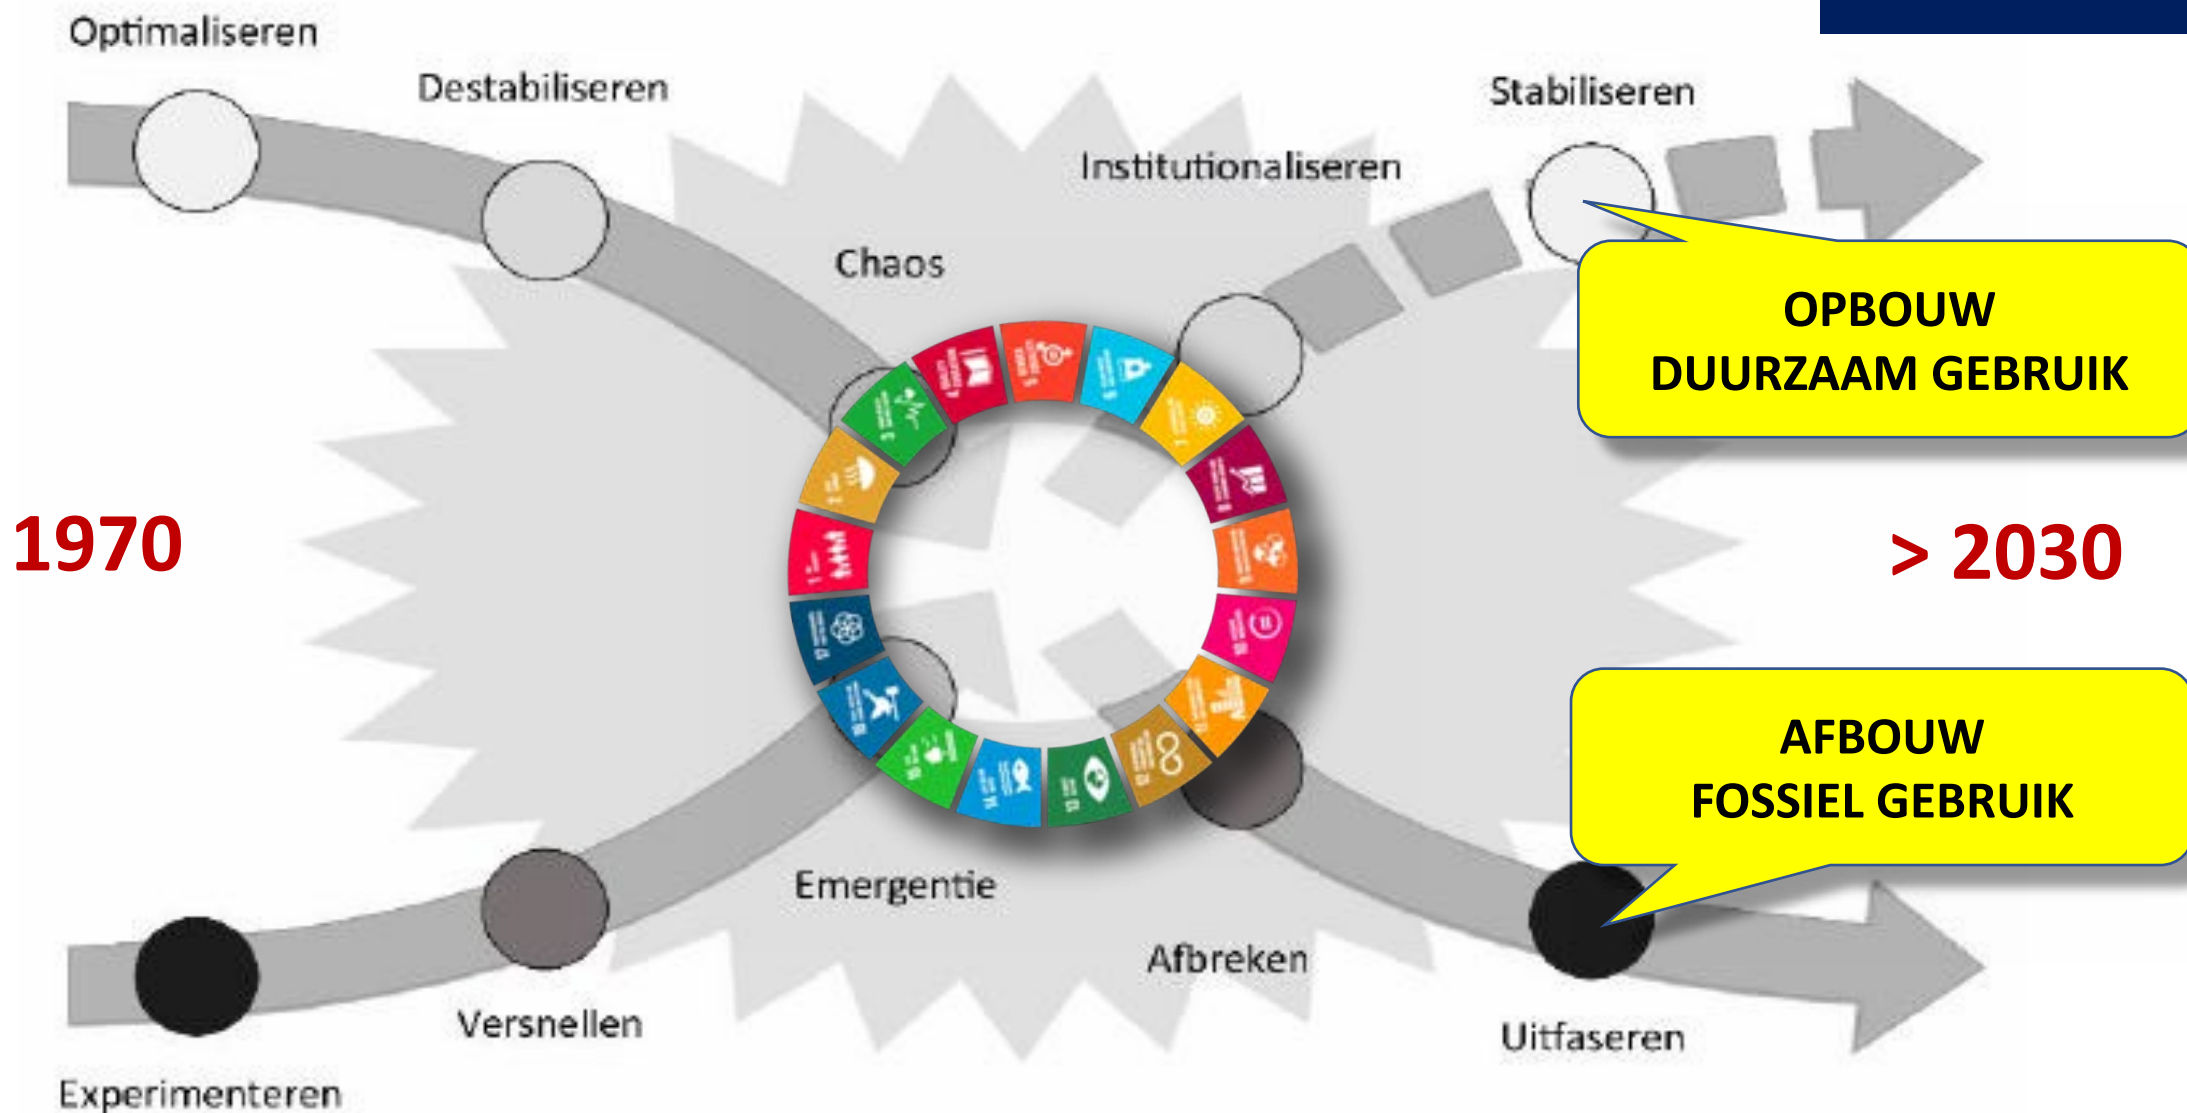 Optimaliseren
Destabiliseren
Stabiliseren
Institutionaliseren
Chaos
OPBOUW
DUURZAAM GEBRUIK
1970
> 2030
AFBOUW
FOSSIEL GEBRUIK
Emergentie
Afbreken
Versnellen
Uitfaseren
Experimenteren